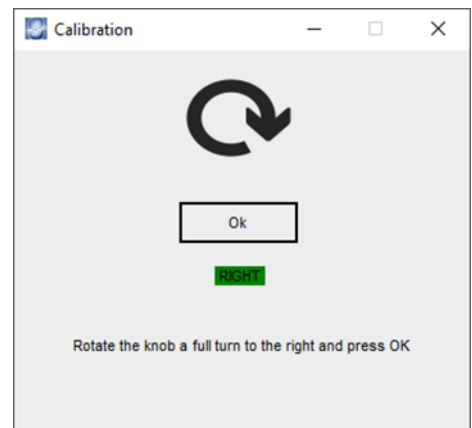 Calibration
Ok
RIGHT
Rotate the knob a full turn to the right and press OK